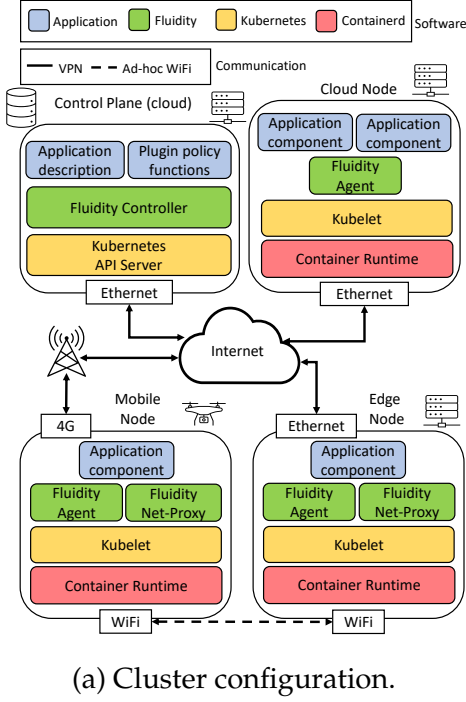 Application
Fluidity
Kubernetes
Containerd
Software
VPN
Ad-hoc WiFi
Communication
Control Plane (cloud)
Application
description
Plugin policy
functions
Fluidity Controller
Kubernetes
API Server
Ethernet
Cloud Node
Application
component
Application
component
Fluidity
Agent
Kubelet
Container Runtime
Ethernet
Internet
Mobile
Node
4G
Application
component
Fluidity
Agent
Fluidity
Net-Proxy
Kubelet
Container Runtime
WiFi
Edge
Node
Ethernet
Application
component
Fluidity
Agent
Fluidity
Net-Proxy
Kubelet
Container Runtime
WiFi
(a) Cluster configuration.